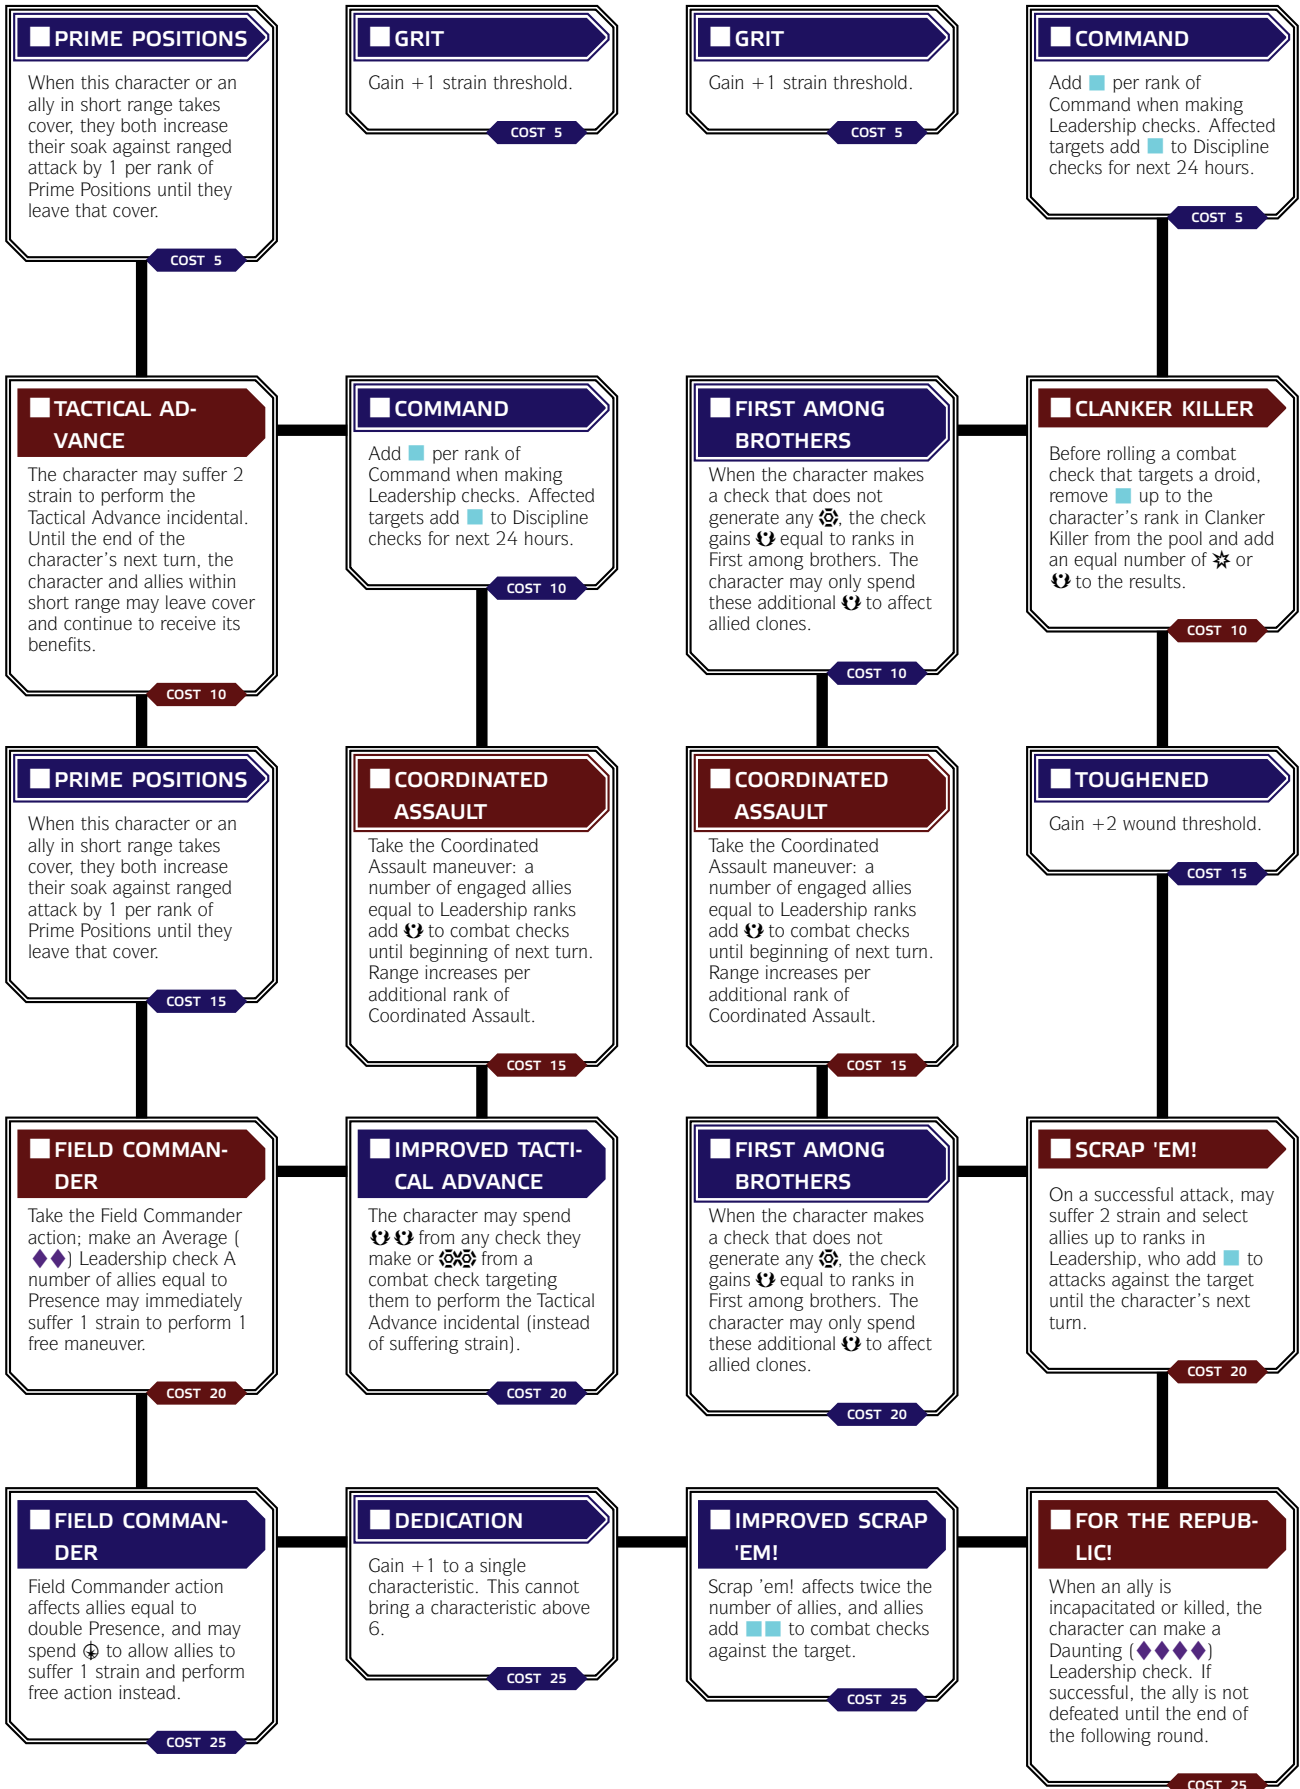 PRIME POSITIONS
When this character or an
ally in short range takes
cover, they both increase
their soak against ranged
attack by 1 per rank of
Prime Positions until they
leave that cover.
COST 5
GRIT
Gain +1 strain threshold.
COST 5
GRIT
Gain +1 strain threshold.
COST 5
COMMAND
Add per rank of
Command when making
Leadership checks. Affected
targets add to Discipline
checks for next 24 hours.
COST 5
TACTICAL AD-
VANCE
The character may suffer 2
strain to perform the
Tactical Advance incidental.
Until the end of the
character's next turn, the
character and allies within
short range may leave cover
and continue to receive its
benefits.
COST 10
COMMAND
Add per rank of
Command when making
Leadership checks. Affected
targets add to Discipline
checks for next 24 hours.
COST 10
FIRST AMONG
BROTHERS
When the character makes
a check that does not
generate any , the check
gains equal to ranks in
First among brothers. The
character may only spend
these additional to affect
allied clones.
COST 10
CLANKER KILLER
Before rolling a combat
check that targets a droid,
remove up to the
character's rank in Clanker
Killer from the pool and add
an equal number of or
to the results.
COST 10
PRIME POSITIONS
When this character or an
ally in short range takes
cover, they both increase
their soak against ranged
attack by 1 per rank of
Prime Positions until they
leave that cover.
COST 15
COORDINATED
ASSAULT
Take the Coordinated
Assault maneuver: a
number of engaged allies
equal to Leadership ranks
add to combat checks
until beginning of next turn.
Range increases per
additional rank of
Coordinated Assault.
COST 15
COORDINATED
ASSAULT
Take the Coordinated
Assault maneuver: a
number of engaged allies
equal to Leadership ranks
add to combat checks
until beginning of next turn.
Range increases per
additional rank of
Coordinated Assault.
COST 15
TOUGHENED
Gain +2 wound threshold.
COST 15
FIELD COMMAN-
DER
Take the Field Commander
action; make an Average (
◆◆) Leadership check A
number of allies equal to
Presence may immediately
suffer 1 strain to perform 1
free maneuver.
COST 20
IMPROVED TACTI-
CAL ADVANCE
The character may spend
from any check they
make or from a
combat check targeting
them to perform the Tactical
Advance incidental (instead
of suffering strain).
COST 20
FIRST AMONG
BROTHERS
When the character makes
a check that does not
generate any , the check
gains equal to ranks in
First among brothers. The
character may only spend
these additional to affect
allied clones.
COST 20
SCRAP 'EM!
On a successful attack, may
suffer 2 strain and select
allies up to ranks in
Leadership, who add to
attacks against the target
until the character's next
turn.
COST 20
FIELD COMMAN-
DER
Field Commander action
affects allies equal to
double Presence, and may
spend to allow allies to
suffer 1 strain and perform
free action instead.
COST 25
DEDICATION
Gain +1 to a single
characteristic. This cannot
bring a characteristic above
6.
COST 25
IMPROVED SCRAP
'EM!
Scrap 'em! affects twice the
number of allies, and allies
add to combat checks
against the target.
COST 25
FOR THE REPUB-
LIC!
When an ally is
incapacitated or killed, the
character can make a
Daunting (◆◆◆◆)
Leadership check. If
successful, the ally is not
defeated until the end of
the following round.
COST 25